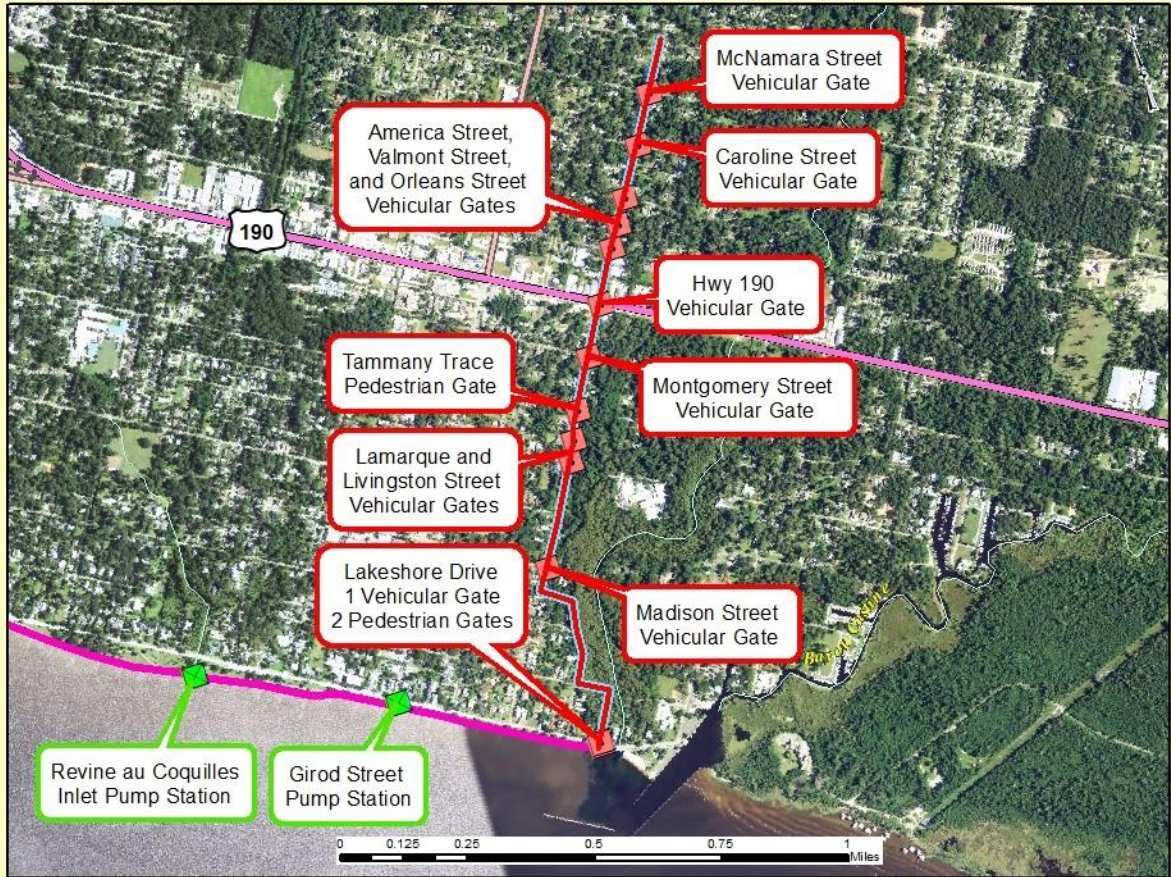 McNamara Street
Vehicular Gate
America Street,
Valmont Street,
and Orleans Street
Vehicular Gates
Caroline Street
Vehicular Gate
190
Hwy 190
Vehicular Gate
Tammany Trace
Pedestrian Gate
Montgomery Street
Vehicular Gate
Lamarque and
Livingston Street
Vehicular Gates
Lakeshore Drive
1 Vehicular Gate
2 Pedestrian Gates
Madison Street
Vehicular Gate
Revine au Coquilles
Inlet Pump Station
Girod Street
Pump Station
0 0.125 0.25 0.5 0.75 1
Miles